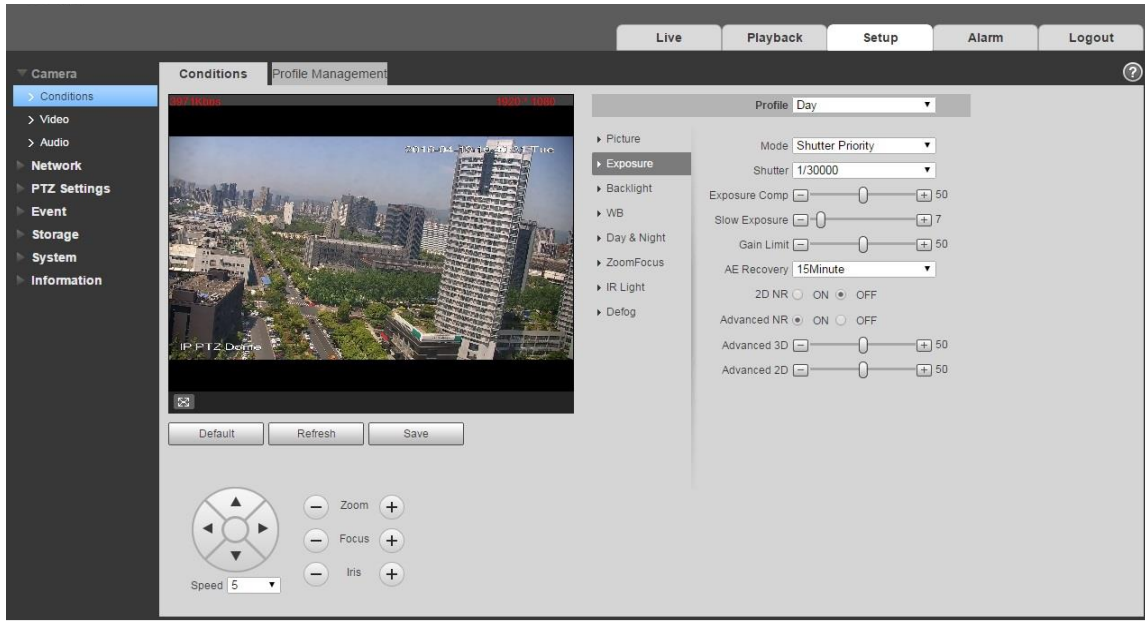 Live
Playback
Setup
Alarm
Logout
Camera
Conditions
Video
Audio
Network
PTZ Settings
Event
Storage
System
Information
Conditions
Profile Management
3971Kbps
1920 * 1080
IP PTZ Dome
Default
Refresh
Save
Zoom
Focus
Iris
Speed 5
Profile Day
Picture
Exposure
Backlight
WB
Day & Night
ZoomFocus
IR Light
Defog
Mode Shutter Priority
Shutter 1/30000
Exposure Comp 50
Slow Exposure 7
Gain Limit 50
AE Recovery 15Minute
2D NR ON OFF
Advanced NR ON OFF
Advanced 3D 50
Advanced 2D 50